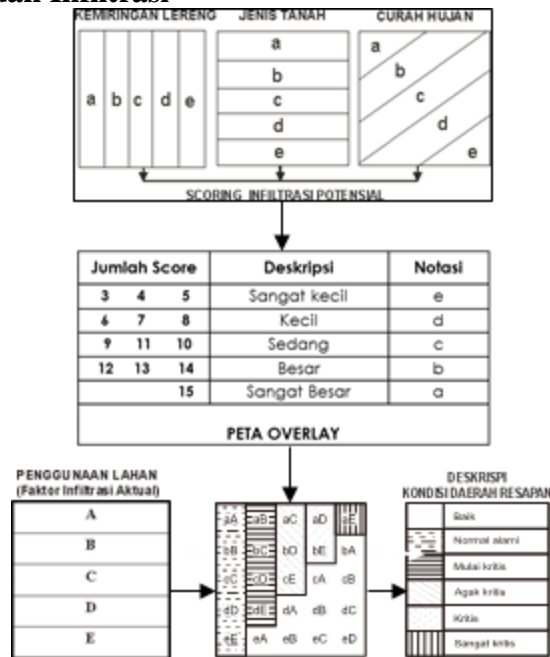 dan Infiltrasi
KEMIRINGAN LERENG JENIS TANAH CURAH HUJAN
a b c d e
a
b
c
d
e
a
b
c
d
e
SCORING INFILTRASI POTENSIAL
Jumlah Score Deskripsi Notasi
3 4 5 Sangat kecil e
6 7 8 Kecil d
9 11 10 Sedang c
12 13 14 Besar b
15 Sangat Besar a
PETA OVERLAY
PENGGUNAAN LAHAN
(Faktor Infiltrasi Aktual)
A
B
C
D
E
aA aB aC aD aE
bB bC bD bE bA
cC cD cE cA cB
dD dE dA dB dC
eE eA eB eC eD
DESKRISPI
KONDISI DAERAH RESAPAN
Baik
Normal alami
Mulai kritis
Agak kritis
Kritis
Sangat kritis